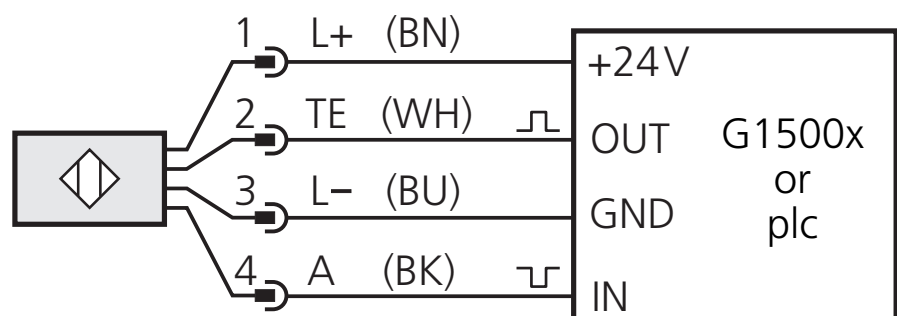 1 L+ (BN)
+24V
2 TE (WH)
OUT
3 L− (BU)
GND
4 A (BK)
IN
G1500x
or
plc